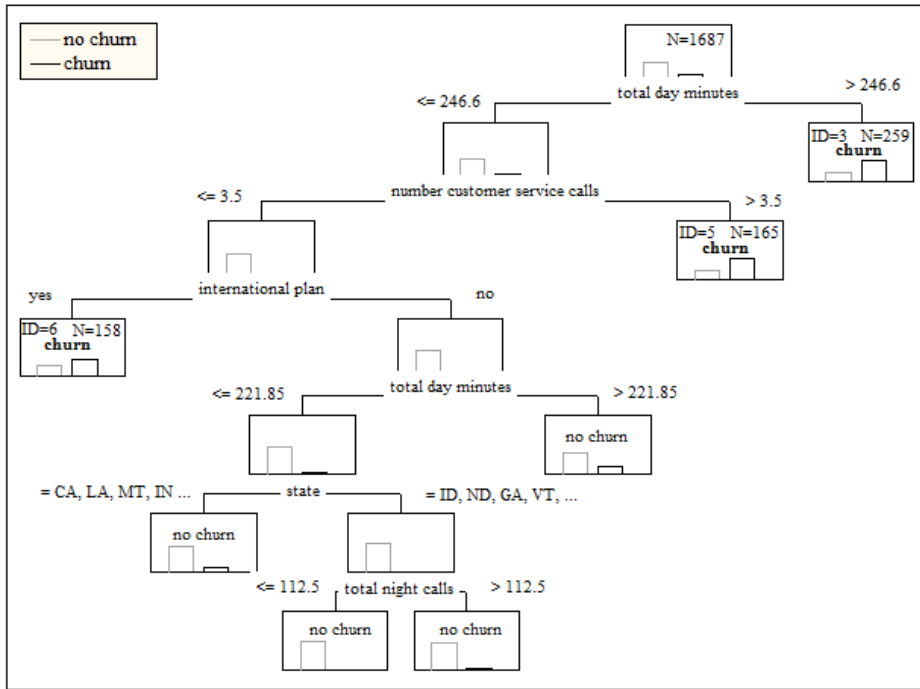 no churn
churn
N=1687
total day minutes
<= 246.6
> 246.6
ID=3 N=259
churn
number customer service calls
<= 3.5
> 3.5
ID=5 N=165
churn
international plan
yes
no
ID=6 N=158
churn
total day minutes
<= 221.85
> 221.85
no churn
state
= CA, LA, MT, IN ...
= ID, ND, GA, VT, ...
no churn
total night calls
<= 112.5
> 112.5
no churn
no churn